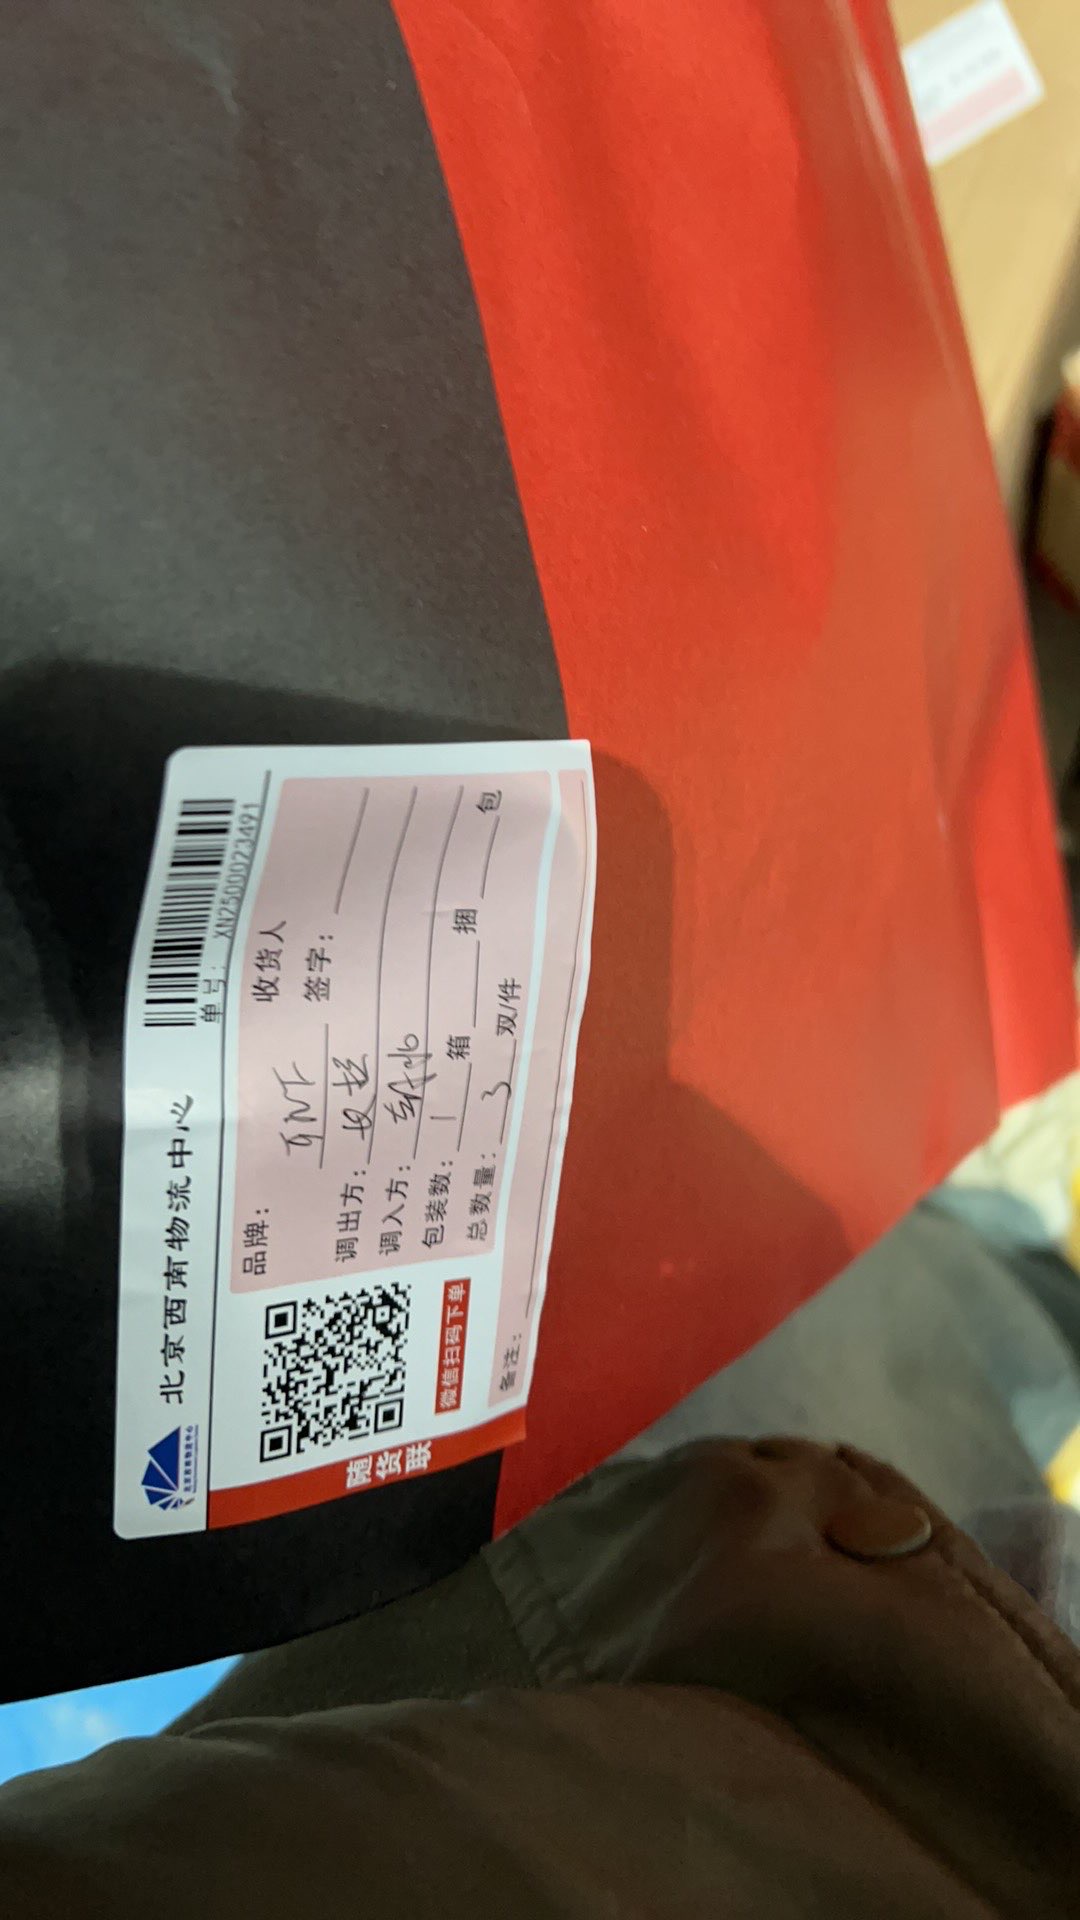 北京西南物流中心
单号: XN2500023491
品牌:
收货人
签字:
调出方:
调入方:
包装数: 1 箱 捆 包
总数量: 3 双/件
微信扫码下单
备注:
随货联